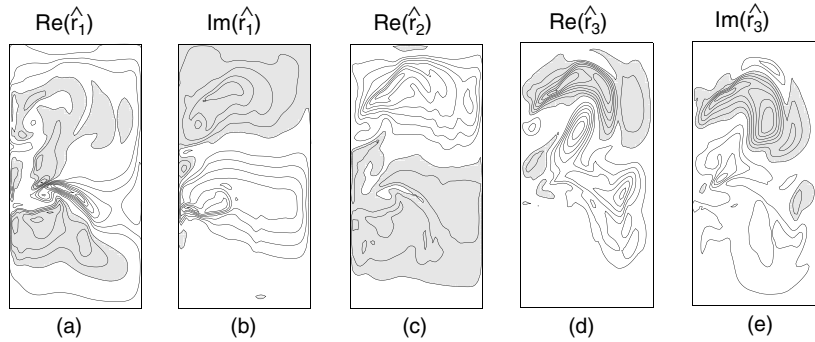 Re(r̂₁)
Im(r̂₁)
Re(r̂₂)
Re(r̂₃)
Im(r̂₃)
(a)
(b)
(c)
(d)
(e)